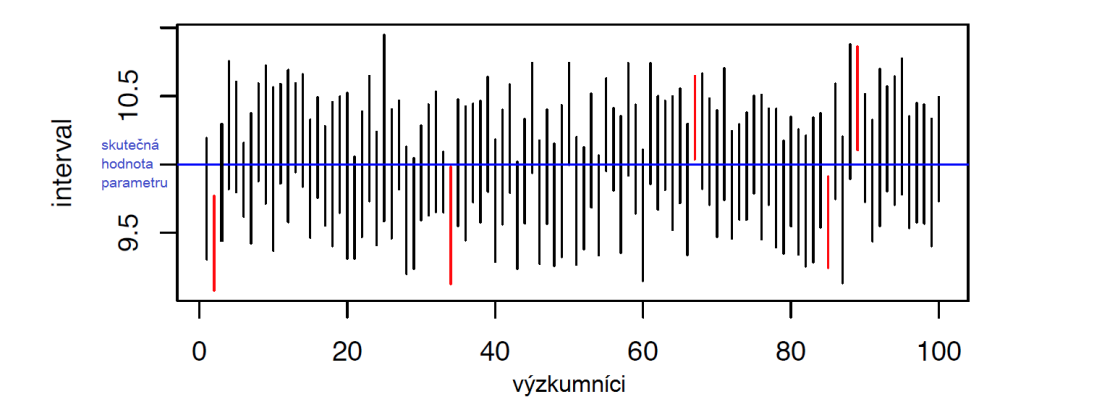 interval
10.5
9.5
skutečná
hodnota
parametru
0 20 40 60 80 100
výzkumníci